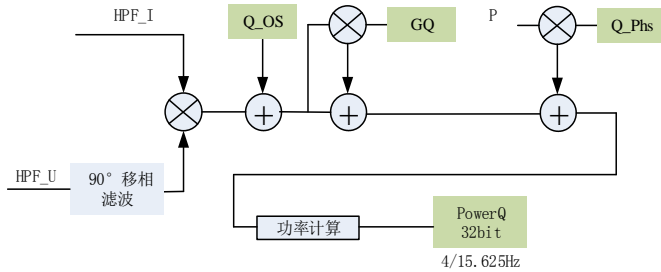 HPF_I
Q_OS
GQ
P
Q_Phs
HPF_U
90°移相
滤波
功率计算
PowerQ
32bit
4/15.625Hz